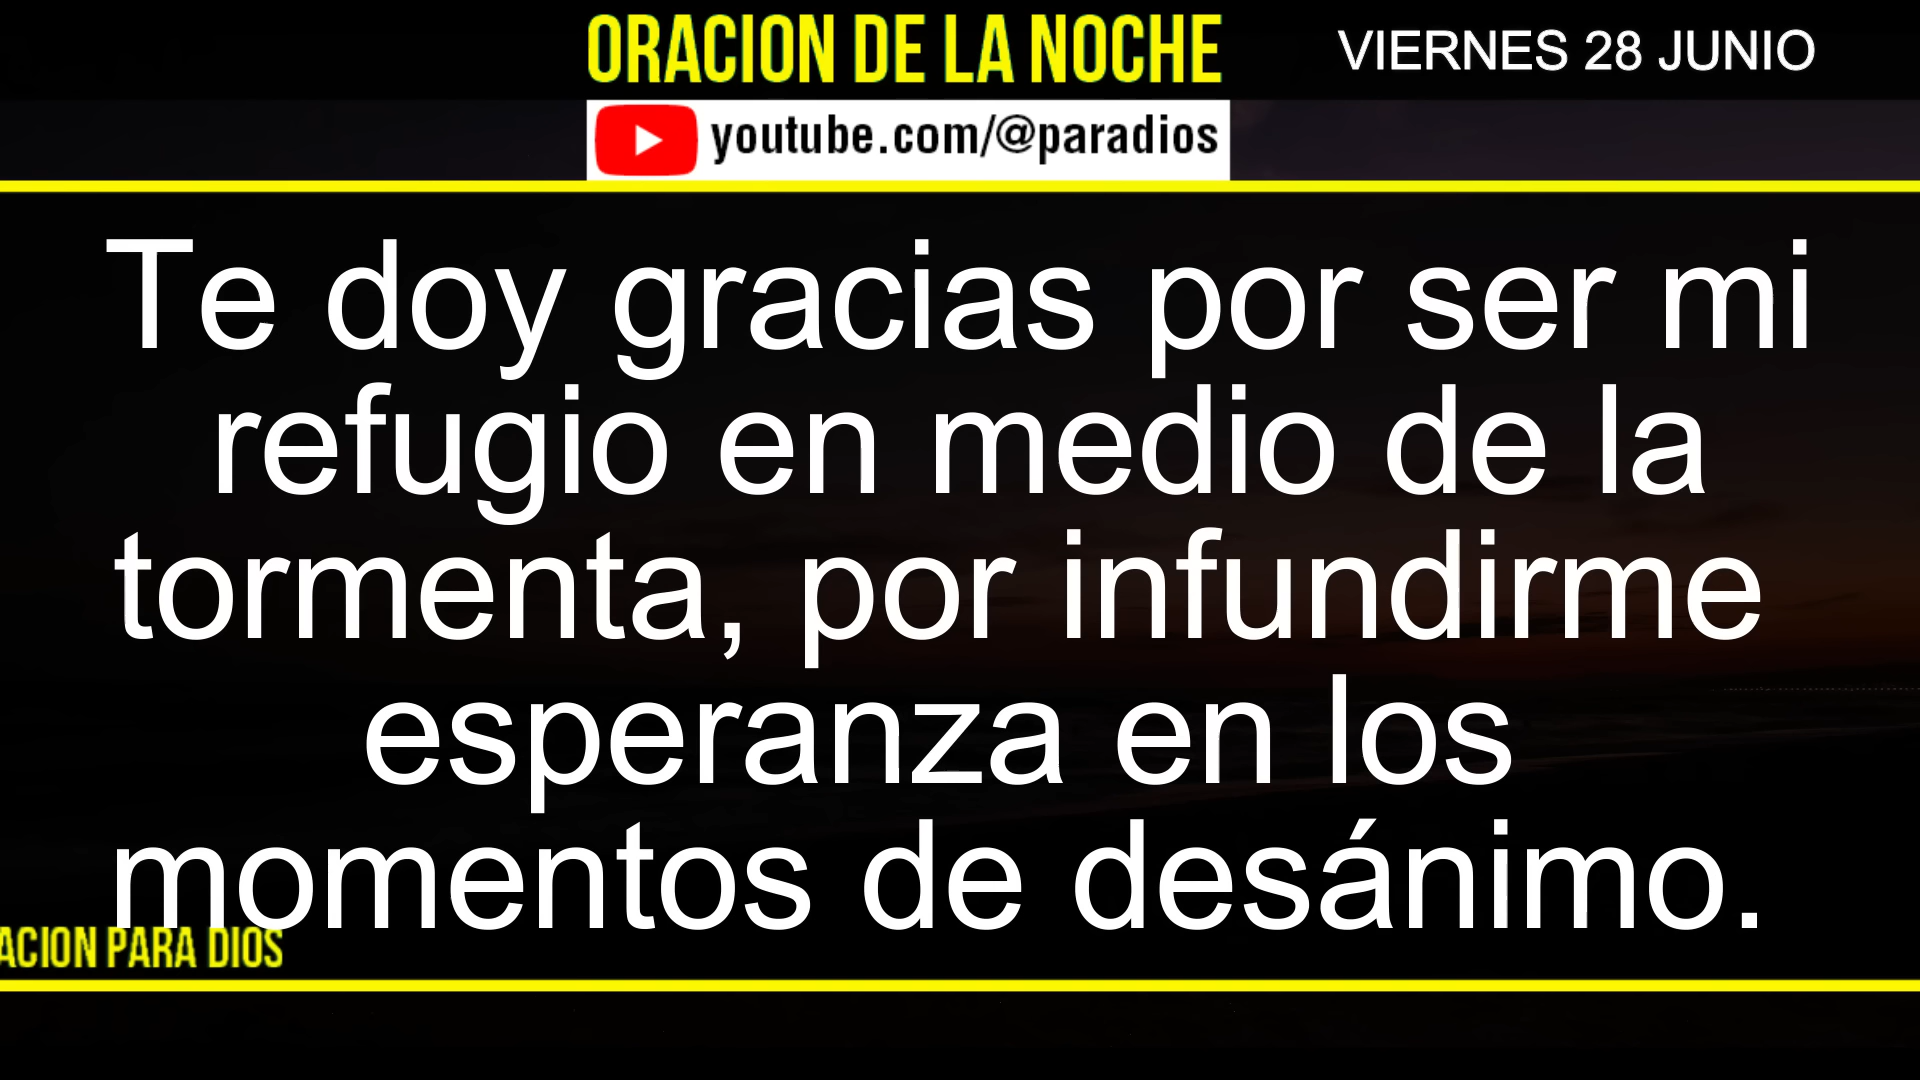 ORACION DE LA NOCHE
VIERNES 28 JUNIO
youtube.com/@paradios
Te doy gracias por ser mi
refugio en medio de la
tormenta, por infundirme
esperanza en los
momentos de desánimo.
ACION PARA DIOS